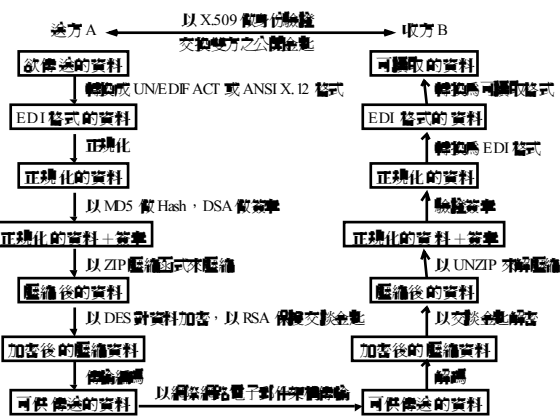 送方 A
以 X.509 做身份驗證
收方 B
交換雙方之公開金匙
欲傳送的資料
可讀取的資料
轉換成 UN/EDIFACT 或 ANSI X.12 格式
轉換為可讀取格式
EDI 格式的資料
EDI 格式的資料
正規化
轉換為 EDI 格式
正規化的資料
正規化的資料
以 MD5 做 Hash，DSA 做簽章
驗證簽章
正規化的資料＋簽章
正規化的資料＋簽章
以 ZIP 壓縮函式來壓縮
以 UNZIP 來解壓縮
壓縮後的資料
壓縮後的資料
以 DES 對資料加密，以 RSA 保護交談金匙
以交談金匙解密
加密後的壓縮資料
加密後的壓縮資料
傳輸編碼
解碼
可供傳送的資料
以網際網路電子郵件架構傳輸
可供傳送的資料